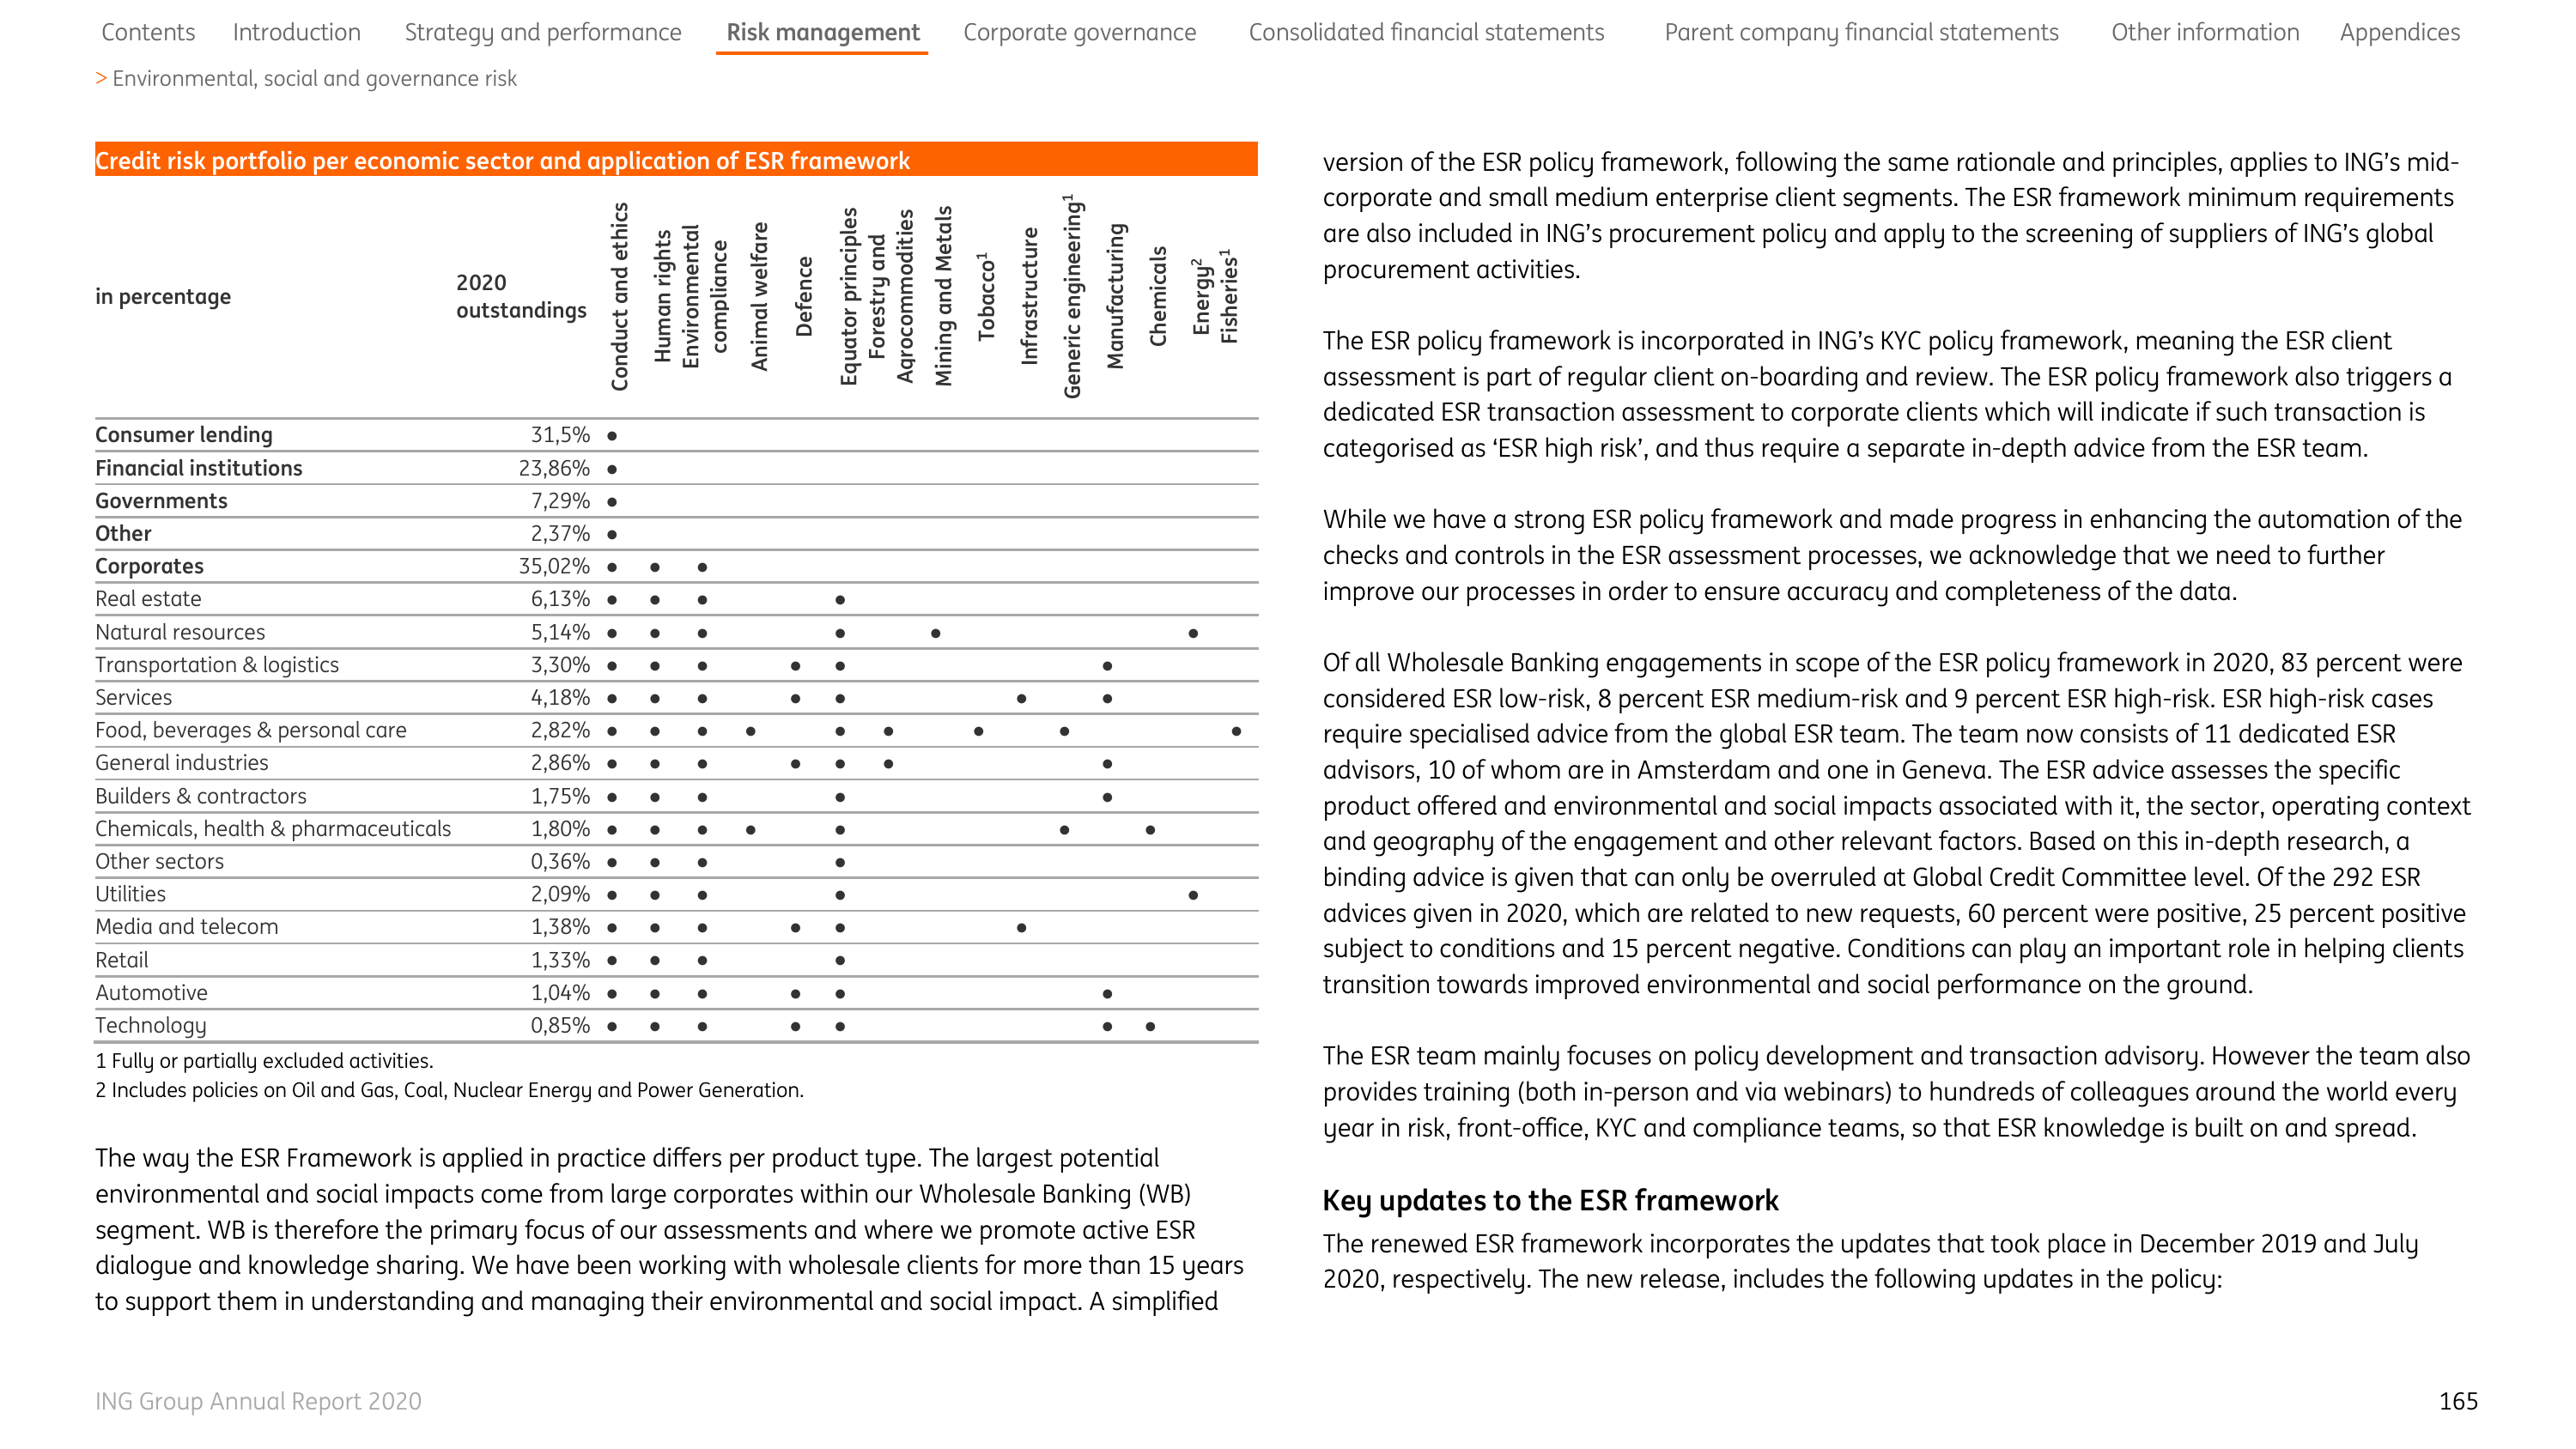 Contents Introduction Strategy and performance Risk management Corporate governance Consolidated financial statements Parent company financial statements Other information Appendices
> Environmental, social and governance risk
Credit risk portfolio per economic sector and application of ESR framework
in percentage
2020
outstandings
Conduct and ethics
Human rights
Environmental
compliance
Animal welfare
Defence
Equator principles
Forestry and
Agrocommodities
Mining and Metals
Tobacco¹
Infrastructure
Generic engineering¹
Manufacturing
Chemicals
Energy²
Fisheries¹
Consumer lending 31,5% •
Financial institutions 23,86% •
Governments 7,29% •
Other 2,37% •
Corporates 35,02% • • •
Real estate 6,13% • • • •
Natural resources 5,14% • • • • • •
Transportation & logistics 3,30% • • • • • •
Services 4,18% • • • • • • •
Food, beverages & personal care 2,82% • • • • • • • • •
General industries 2,86% • • • • • • •
Builders & contractors 1,75% • • • • •
Chemicals, health & pharmaceuticals 1,80% • • • • • • •
Other sectors 0,36% • • • •
Utilities 2,09% • • • • •
Media and telecom 1,38% • • • • • •
Retail 1,33% • • • •
Automotive 1,04% • • • • • •
Technology 0,85% • • • • • • •
1 Fully or partially excluded activities.
2 Includes policies on Oil and Gas, Coal, Nuclear Energy and Power Generation.
The way the ESR Framework is applied in practice differs per product type. The largest potential
environmental and social impacts come from large corporates within our Wholesale Banking (WB)
segment. WB is therefore the primary focus of our assessments and where we promote active ESR
dialogue and knowledge sharing. We have been working with wholesale clients for more than 15 years
to support them in understanding and managing their environmental and social impact. A simplified
version of the ESR policy framework, following the same rationale and principles, applies to ING’s mid-
corporate and small medium enterprise client segments. The ESR framework minimum requirements
are also included in ING’s procurement policy and apply to the screening of suppliers of ING’s global
procurement activities.
The ESR policy framework is incorporated in ING’s KYC policy framework, meaning the ESR client
assessment is part of regular client on-boarding and review. The ESR policy framework also triggers a
dedicated ESR transaction assessment to corporate clients which will indicate if such transaction is
categorised as ‘ESR high risk’, and thus require a separate in-depth advice from the ESR team.
While we have a strong ESR policy framework and made progress in enhancing the automation of the
checks and controls in the ESR assessment processes, we acknowledge that we need to further
improve our processes in order to ensure accuracy and completeness of the data.
Of all Wholesale Banking engagements in scope of the ESR policy framework in 2020, 83 percent were
considered ESR low-risk, 8 percent ESR medium-risk and 9 percent ESR high-risk. ESR high-risk cases
require specialised advice from the global ESR team. The team now consists of 11 dedicated ESR
advisors, 10 of whom are in Amsterdam and one in Geneva. The ESR advice assesses the specific
product offered and environmental and social impacts associated with it, the sector, operating context
and geography of the engagement and other relevant factors. Based on this in-depth research, a
binding advice is given that can only be overruled at Global Credit Committee level. Of the 292 ESR
advices given in 2020, which are related to new requests, 60 percent were positive, 25 percent positive
subject to conditions and 15 percent negative. Conditions can play an important role in helping clients
transition towards improved environmental and social performance on the ground.
The ESR team mainly focuses on policy development and transaction advisory. However the team also
provides training (both in-person and via webinars) to hundreds of colleagues around the world every
year in risk, front-office, KYC and compliance teams, so that ESR knowledge is built on and spread.
Key updates to the ESR framework
The renewed ESR framework incorporates the updates that took place in December 2019 and July
2020, respectively. The new release, includes the following updates in the policy:
ING Group Annual Report 2020
165